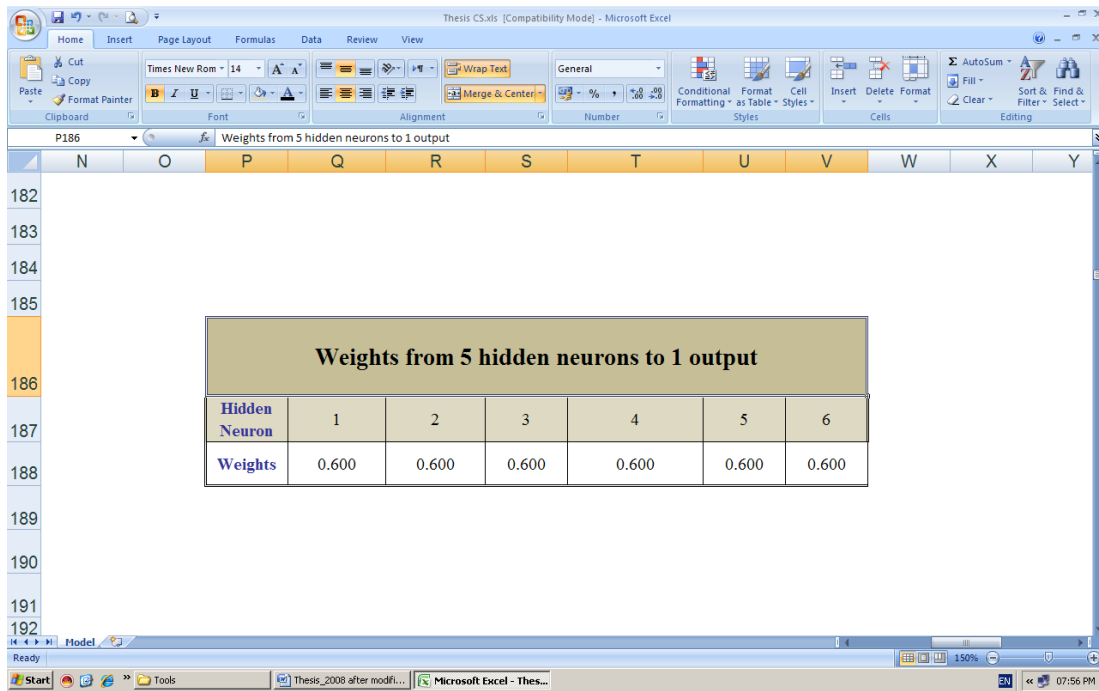 Thesis CS.xls [Compatibility Mode] - Microsoft Excel
Home Insert Page Layout Formulas Data Review View
Paste
Cut
Copy
Format Painter
Clipboard
Times New Rom 14
B I U
Font
Wrap Text
Merge & Center
Alignment
General
$ % , .0 .00 .00 .0
Number
Conditional Formatting
Format as Table
Cell Styles
Styles
Insert Delete Format
Cells
Σ AutoSum
Fill
Clear
Sort & Filter
Find & Select
Editing
P186 fx Weights from 5 hidden neurons to 1 output
N O P Q R S T U V W X Y
182
183
184
185
186 Weights from 5 hidden neurons to 1 output
187 Hidden Neuron 1 2 3 4 5 6
188 Weights 0.600 0.600 0.600 0.600 0.600 0.600
189
190
191
192
Model
Ready 150%
Start Tools Thesis_2008 after modifi... Microsoft Excel - Thes... EN 07:56 PM